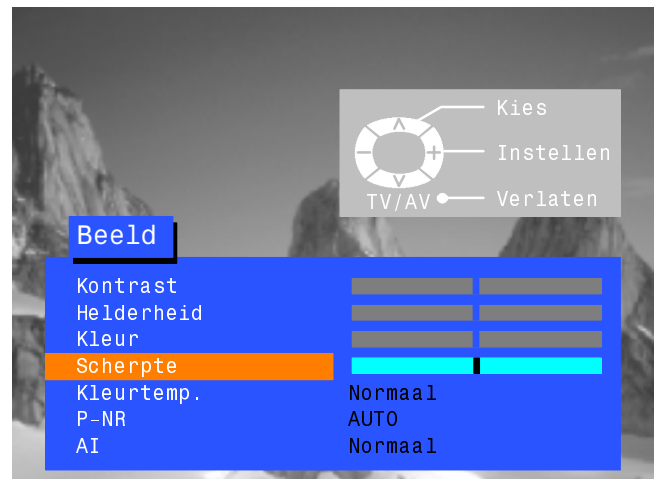 Kies
Instellen
TV/AV Verlaten
Beeld
Kontrast
Helderheid
Kleur
Scherpte
Kleurtemp. Normaal
P-NR AUTO
AI Normaal